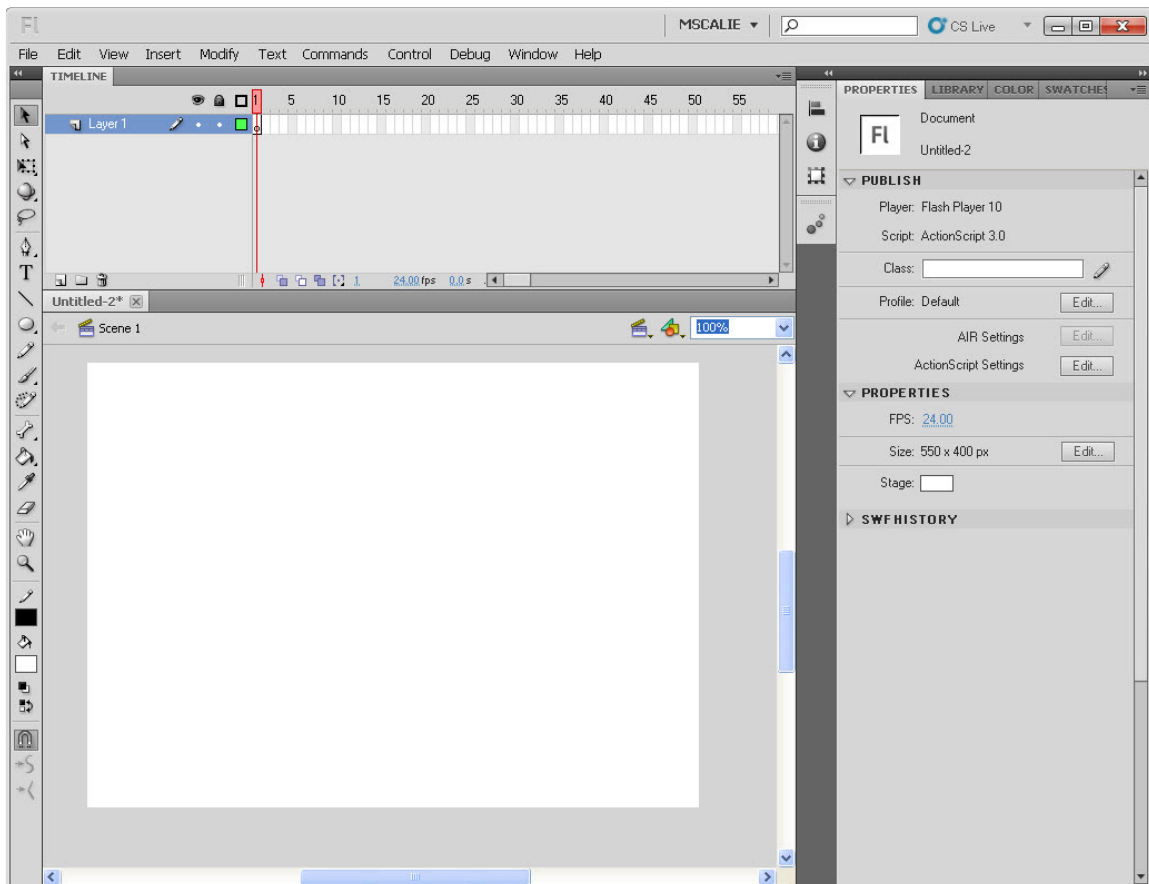 Fl MSCALIE CS Live
File Edit View Insert Modify Text Commands Control Debug Window Help
TIMELINE
1 5 10 15 20 25 30 35 40 45 50 55
Layer 1
1 24.00 fps 0.0 s
Untitled-2*
Scene 1 100%
T
PROPERTIES LIBRARY COLOR SWATCHES
Fl
Document
Untitled-2
PUBLISH
Player: Flash Player 10
Script: ActionScript 3.0
Class:
Profile: Default Edit...
AIR Settings Edit...
ActionScript Settings Edit...
PROPERTIES
FPS: 24.00
Size: 550 x 400 px Edit...
Stage:
SWF HISTORY